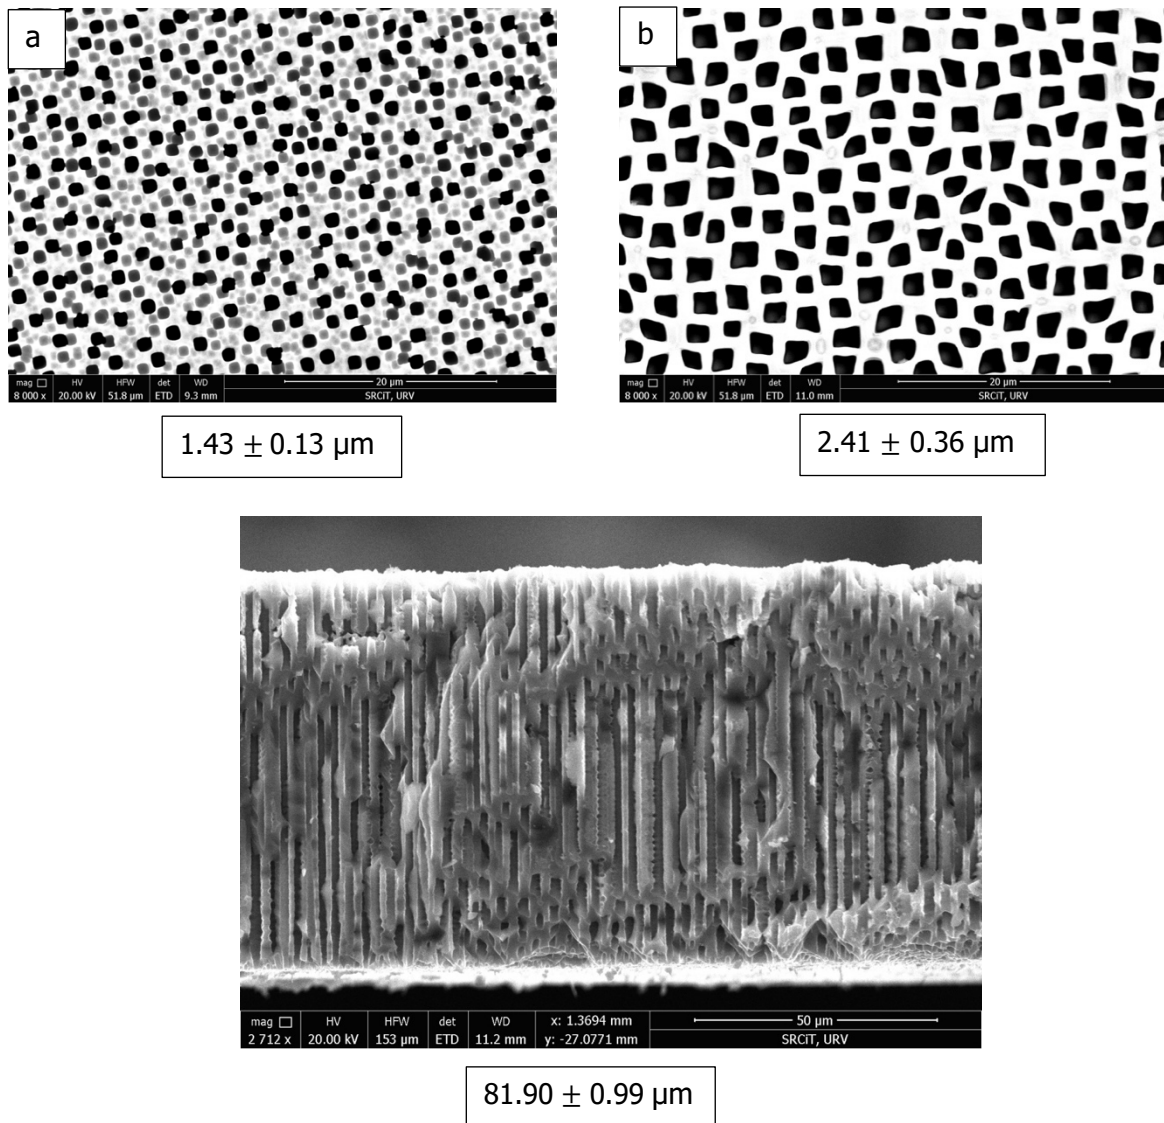 a
b
mag HV HFW det WD 20 µm
8 000 x 20.00 kV 51.8 µm ETD 9.3 mm SRCiT, URV
mag HV HFW det WD 20 µm
8 000 x 20.00 kV 51.8 µm ETD 11.0 mm SRCiT, URV
1.43 ± 0.13 µm
2.41 ± 0.36 µm
mag HV HFW det WD x: 1.3694 mm 50 µm
2 712 x 20.00 kV 153 µm ETD 11.2 mm y: -27.0771 mm SRCiT, URV
81.90 ± 0.99 µm